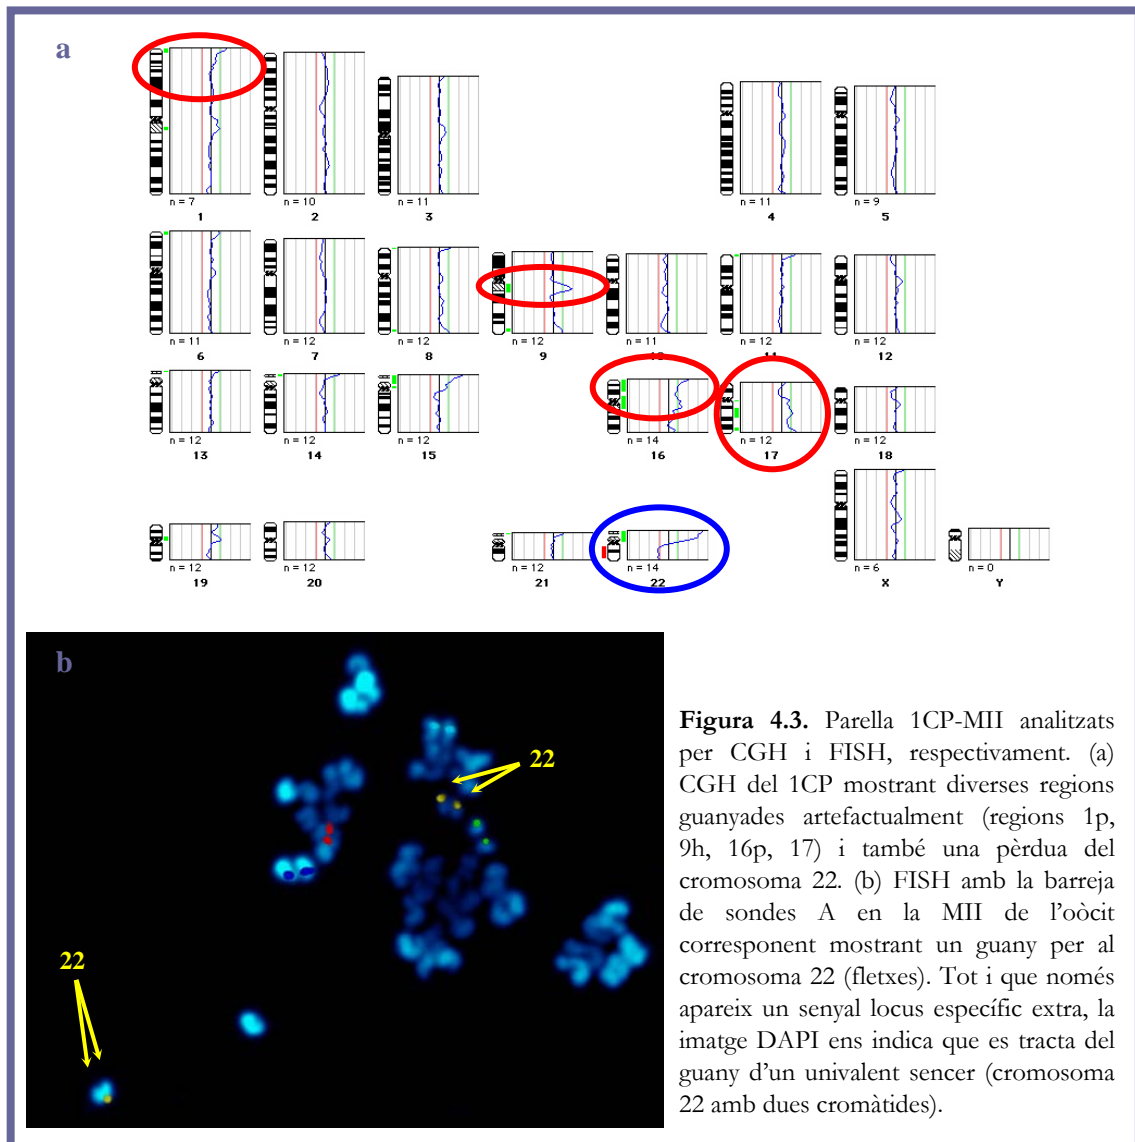 a
n = 7
1
n = 10
2
n = 11
3
n = 11
4
n = 9
5
n = 11
6
n = 12
7
n = 12
8
n = 12
9
n = 11
10
n = 12
11
n = 12
12
n = 12
13
n = 12
14
n = 12
15
n = 14
16
n = 12
17
n = 12
18
n = 12
19
n = 12
20
n = 12
21
n = 14
22
n = 6
X
n = 0
Y
b
22
22
Figura 4.3. Parella 1CP-MII analitzats
per CGH i FISH, respectivament. (a)
CGH del 1CP mostrant diverses regions
guanyades artefactualment (regions 1p,
9h, 16p, 17) i també una pèrdua del
cromosoma 22. (b) FISH amb la barreja
de sondes A en la MII de l'oòcit
corresponent mostrant un guany per al
cromosoma 22 (fletxes). Tot i que només
apareix un senyal locus específic extra, la
imatge DAPI ens indica que es tracta del
guany d'un univalent sencer (cromosoma
22 amb dues cromàtides).